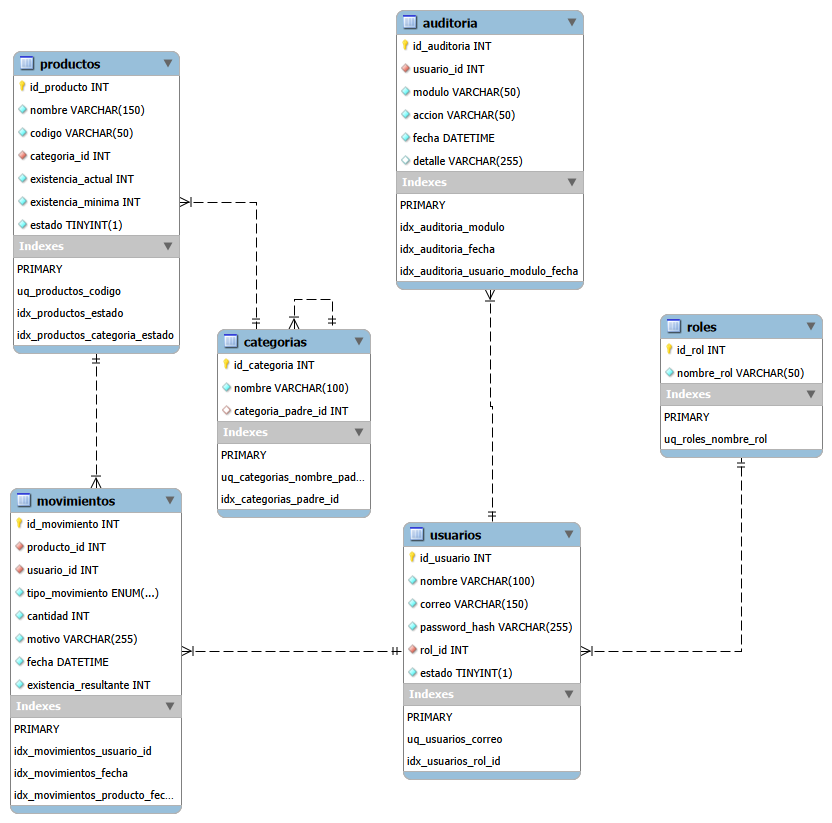 productos
id_producto INT
nombre VARCHAR(150)
codigo VARCHAR(50)
categoria_id INT
existencia_actual INT
existencia_minima INT
estado TINYINT(1)
Indexes
PRIMARY
uq_productos_codigo
idx_productos_estado
idx_productos_categoria_estado
auditoria
id_auditoria INT
usuario_id INT
modulo VARCHAR(50)
accion VARCHAR(50)
fecha DATETIME
detalle VARCHAR(255)
Indexes
PRIMARY
idx_auditoria_modulo
idx_auditoria_fecha
idx_auditoria_usuario_modulo_fecha
categorias
id_categoria INT
nombre VARCHAR(100)
categoria_padre_id INT
Indexes
PRIMARY
uq_categorias_nombre_pad...
idx_categorias_padre_id
roles
id_rol INT
nombre_rol VARCHAR(50)
Indexes
PRIMARY
uq_roles_nombre_rol
movimientos
id_movimiento INT
producto_id INT
usuario_id INT
tipo_movimiento ENUM(...)
cantidad INT
motivo VARCHAR(255)
fecha DATETIME
existencia_resultante INT
Indexes
PRIMARY
idx_movimientos_usuario_id
idx_movimientos_fecha
idx_movimientos_producto_fec...
usuarios
id_usuario INT
nombre VARCHAR(100)
correo VARCHAR(150)
password_hash VARCHAR(255)
rol_id INT
estado TINYINT(1)
Indexes
PRIMARY
uq_usuarios_correo
idx_usuarios_rol_id